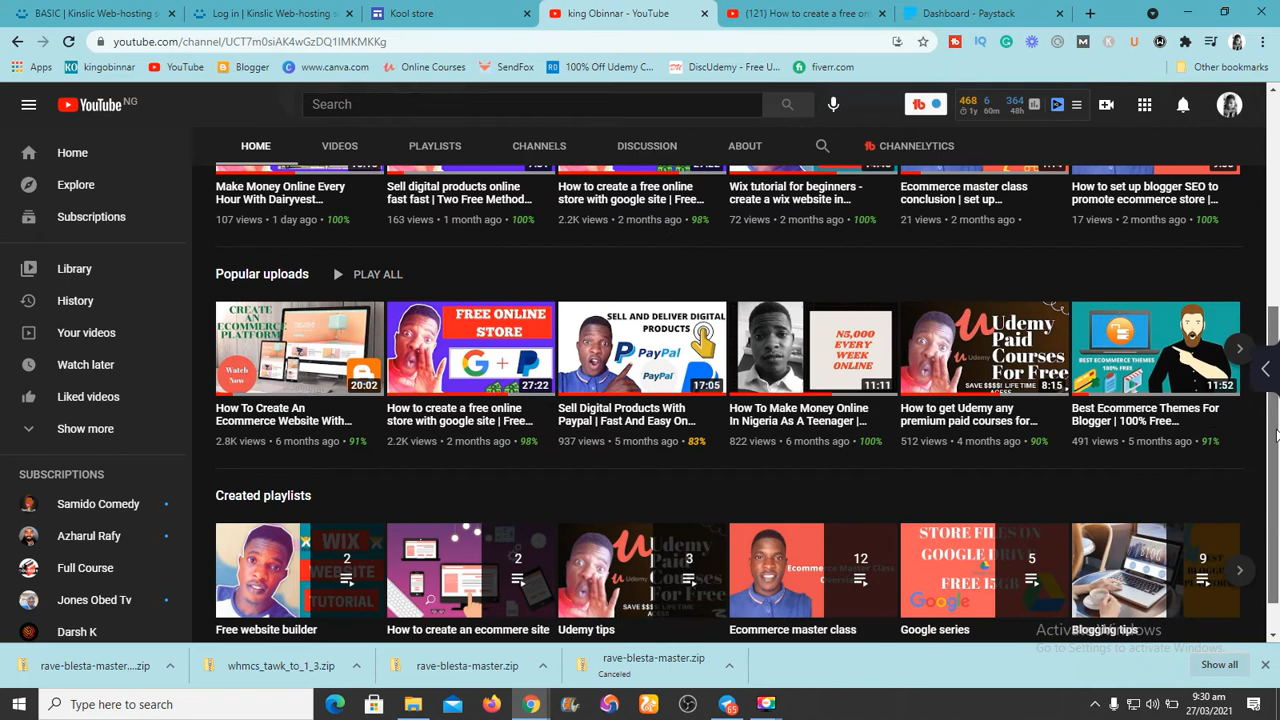 BASIC | Kinslic Web-hosting s
Log in | Kinslic Web-hosting s
Kool store
king Obinnar - YouTube
(121) How to create a free onl
Dashboard - Paystack
youtube.com/channel/UCT7m0siAK4wGzDQ1IMKMKKg
Apps
kingobinnar
YouTube
Blogger
www.canva.com
Online Courses
SendFox
100% Off Udemy C...
DiscUdemy - Free U...
fiverr.com
Other bookmarks
YouTube NG
Search
468 6 364
1y 60m 48h
HOME
VIDEOS
PLAYLISTS
CHANNELS
DISCUSSION
ABOUT
CHANNELYTICS
Home
Explore
Subscriptions
Library
History
Your videos
Watch later
Liked videos
Show more
SUBSCRIPTIONS
Samido Comedy
Azharul Rafy
Full Course
Jones Obed Tv
Darsh K
Make Money Online Every
Hour With Dairyvest...
107 views • 1 day ago • 100%
Sell digital products online
fast fast | Two Free Method...
163 views • 1 month ago • 100%
How to create a free online
store with google site | Free...
2.2K views • 2 months ago • 98%
Wix tutorial for beginners -
create a wix website in...
72 views • 2 months ago • 100%
Ecommerce master class
conclusion | set up...
21 views • 2 months ago •
How to set up blogger SEO to
promote ecommerce store |...
17 views • 2 months ago • 100%
Popular uploads
PLAY ALL
CREATE
AN
ECOMMERCE
PLATFORM
Watch
Now
20:02
FREE ONLINE
STORE
G + P
27:22
SELL AND DELIVER DIGITAL
PRODUCTS
PayPal
PayPal
17:05
N5,000
EVERY
WEEK
ONLINE
11:11
Udemy
Paid
Courses
For Free
Udemy
SAVE $$$$! LIFE TIME
ACCESS
8:15
BEST ECOMMERCE THEMES
100% FREE
11:52
How To Create An
Ecommerce Website With...
2.8K views • 6 months ago • 91%
How to create a free online
store with google site | Free...
2.2K views • 2 months ago • 98%
Sell Digital Products With
Paypal | Fast And Easy On...
937 views • 5 months ago • 83%
How To Make Money Online
In Nigeria As A Teenager |...
822 views • 6 months ago • 100%
How to get Udemy any
premium paid courses for...
512 views • 4 months ago • 90%
Best Ecommerce Themes For
Blogger | 100% Free...
491 views • 5 months ago • 91%
Created playlists
WIX
WEBSITE
TUTORIAL
2
2
3
Ecommerce Master Class
12
STORE FILES ON
GOOGLE DRIVE
FREE 15GB
Google
5
9
Free website builder
How to create an ecommerce site
Udemy tips
Ecommerce master class
Google series
Blogging tips
Activate Windows
Go to Settings to activate Windows.
rave-blesta-master....zip
whmcs_tawk_to_1_3.zip
rave-blesta-master.zip
rave-blesta-master.zip
Canceled
Show all
Type here to search
65
9:30 am
27/03/2021